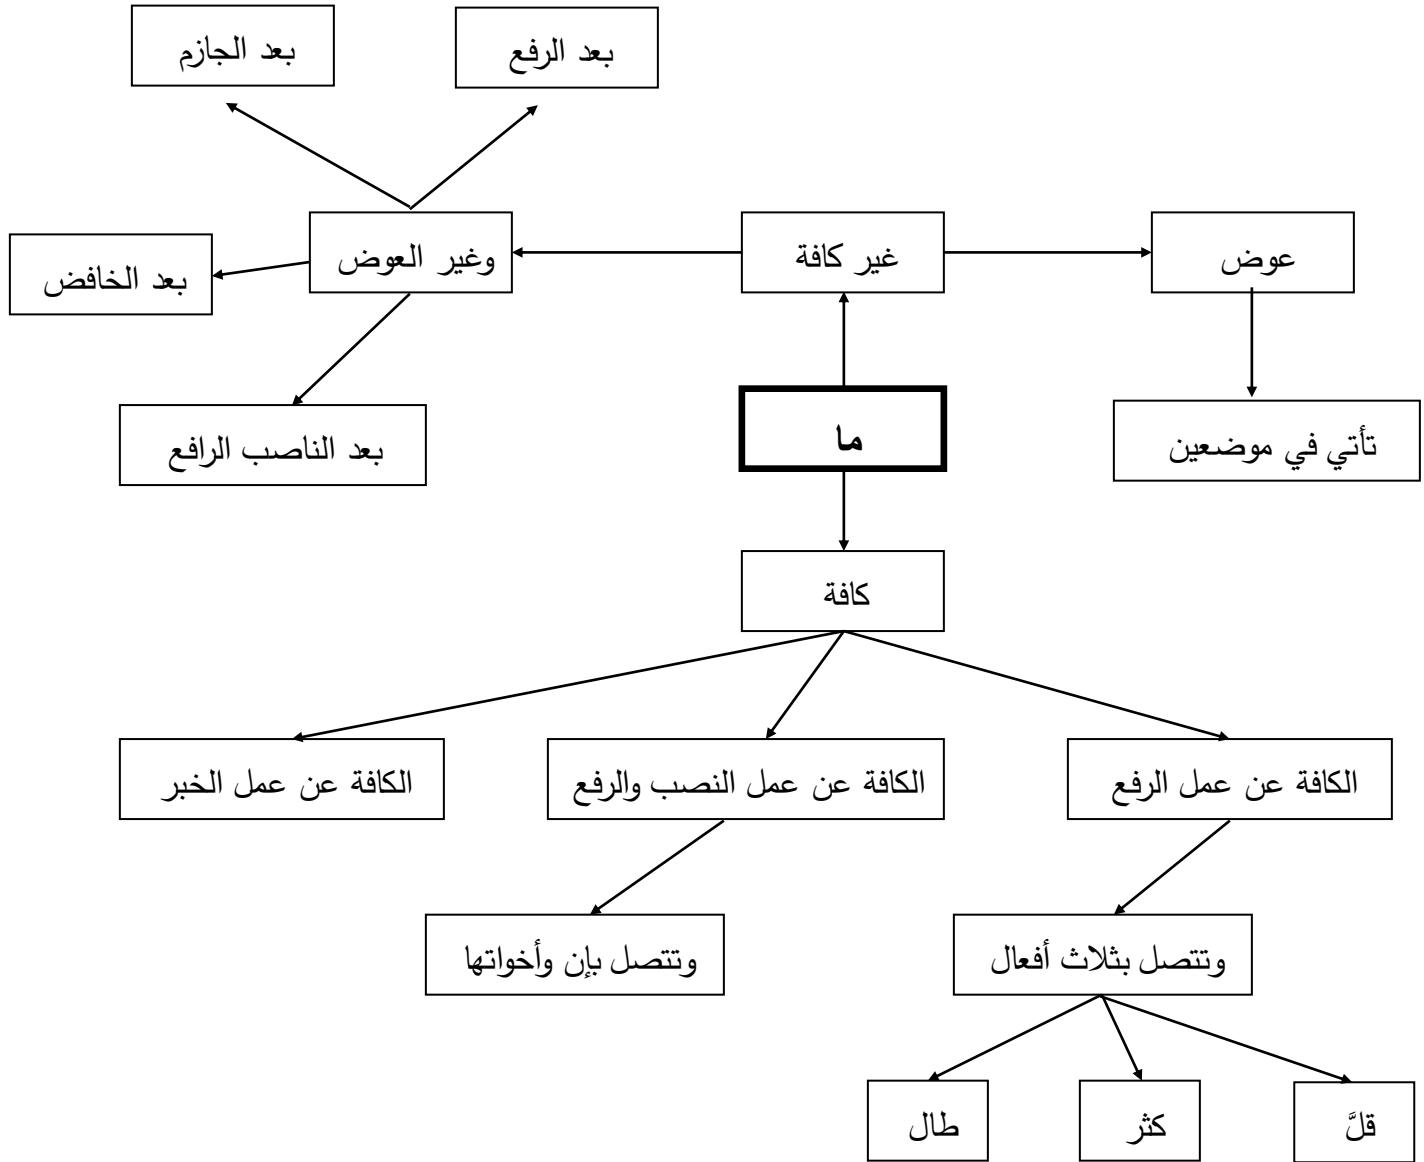 بعد الرفع
بعد الجازم
عوض
غير كافة
وغير العوض
بعد الخافض
تأتي في موضعين
ما
بعد الناصب الرافع
كافة
الكافة عن عمل الرفع
الكافة عن عمل النصب والرفع
الكافة عن عمل الخبر
وتتصل بثلاث أفعال
وتتصل بإن وأخواتها
قلَّ
كثر
طال